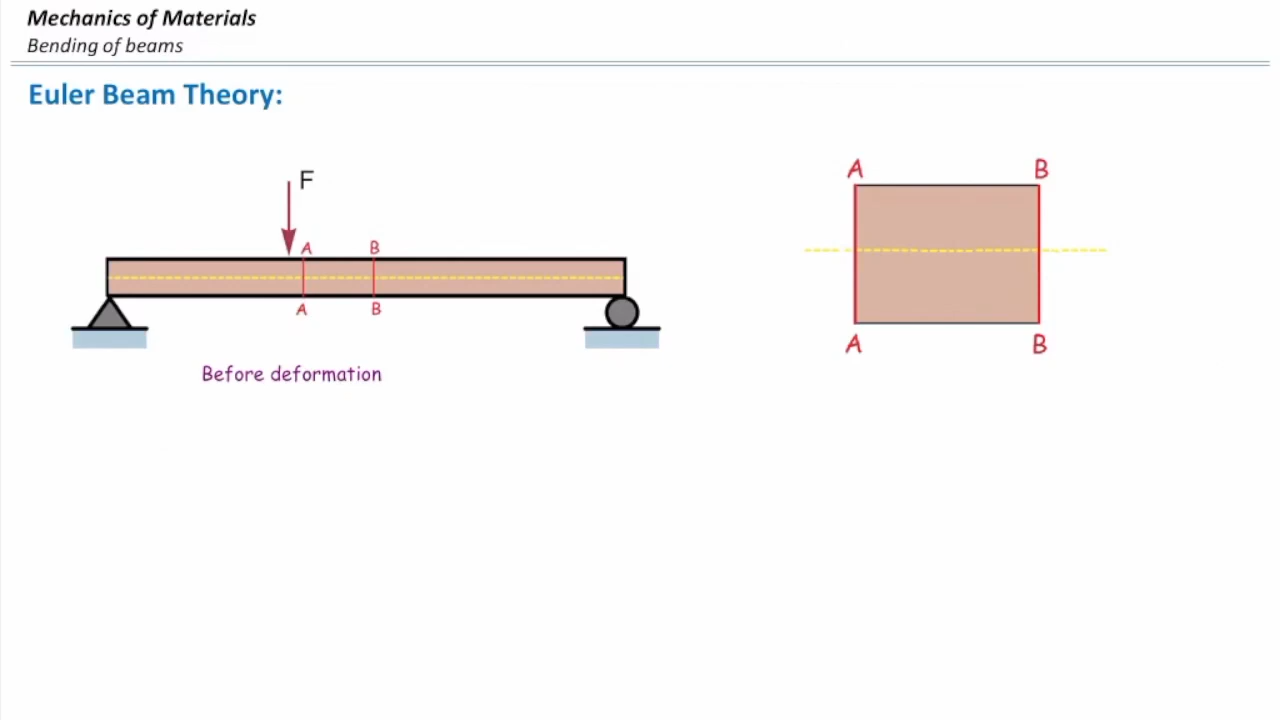 Mechanics of Materials
Bending of beams
Euler Beam Theory:
F
A B
A B
Before deformation
A B
A B